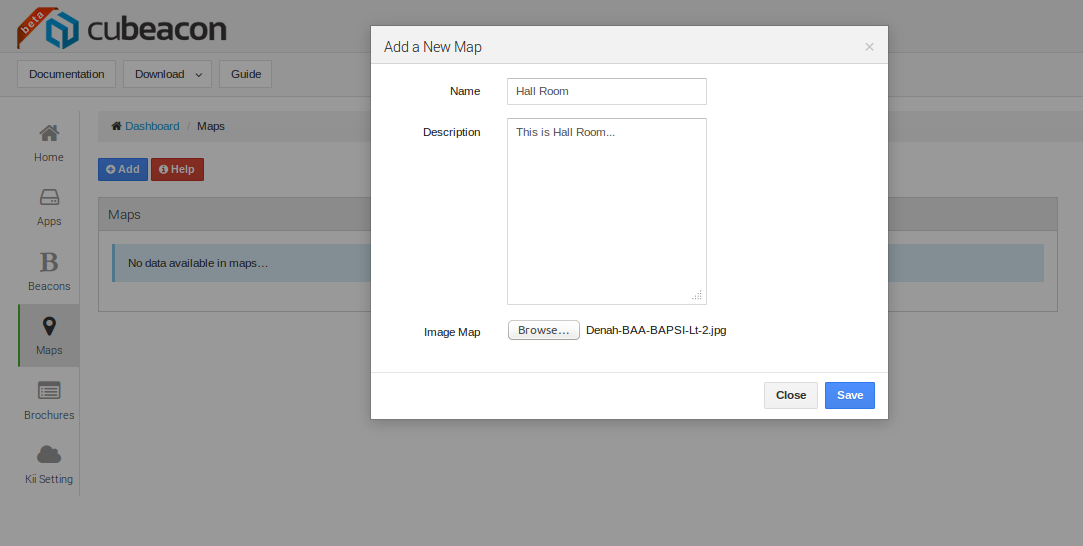 beta
cubeacon
Documentation Download Guide
Home
Apps
B
Beacons
Maps
Brochures
Kii Setting
Dashboard / Maps
Add Help
Maps
No data available in maps...
Add a New Map ×
Name Hall Room
Description This is Hall Room...
Image Map Browse... Denah-BAA-BAPSI-Lt-2.jpg
Close Save